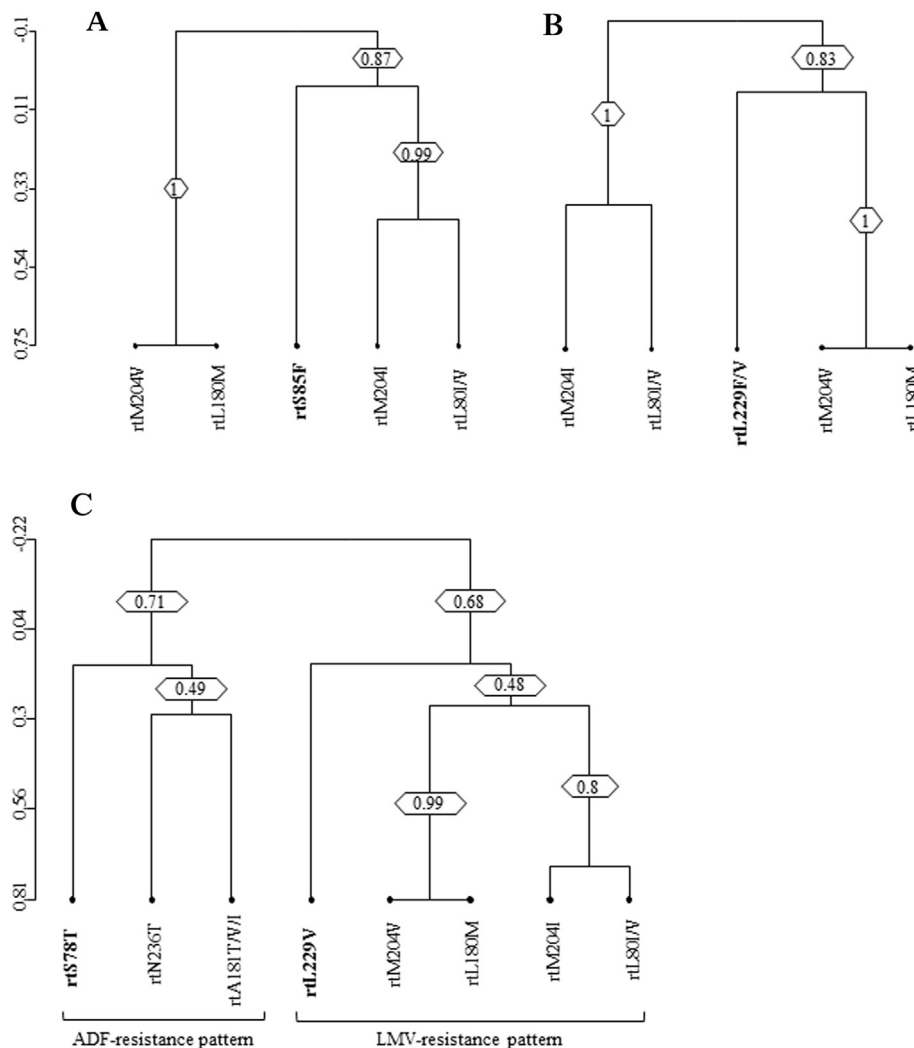 A
B
-0.1
0.11
0.33
0.54
0.75
0.87
0.99
1
rtM204V
rtL180M
rtS85F
rtM204I
rtL80I/V
0.83
1
1
rtM204I
rtL80I/V
rtL229F/V
rtM204V
rtL180M
C
-0.22
0.04
0.3
0.56
0.81
0.71
0.68
0.49
0.48
0.99
0.8
rtS78T
rtN236T
rtA181T/V/I
rtL229V
rtM204V
rtL180M
rtM204I
rtL80I/V
ADF-resistance pattern
LMV-resistance pattern